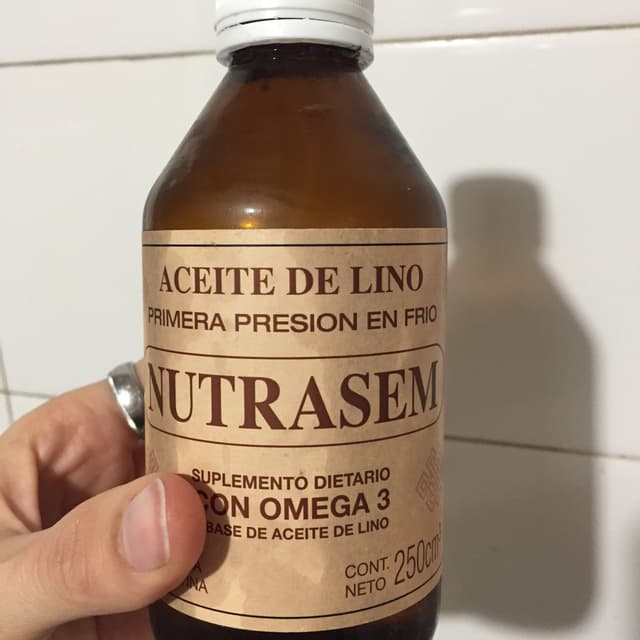 ACEITE DE LINO
PRIMERA PRESION EN FRIO
NUTRASEM
SUPLEMENTO DIETARIO
CON OMEGA 3
BASE DE ACEITE DE LINO
CONT. NETO 250cm³